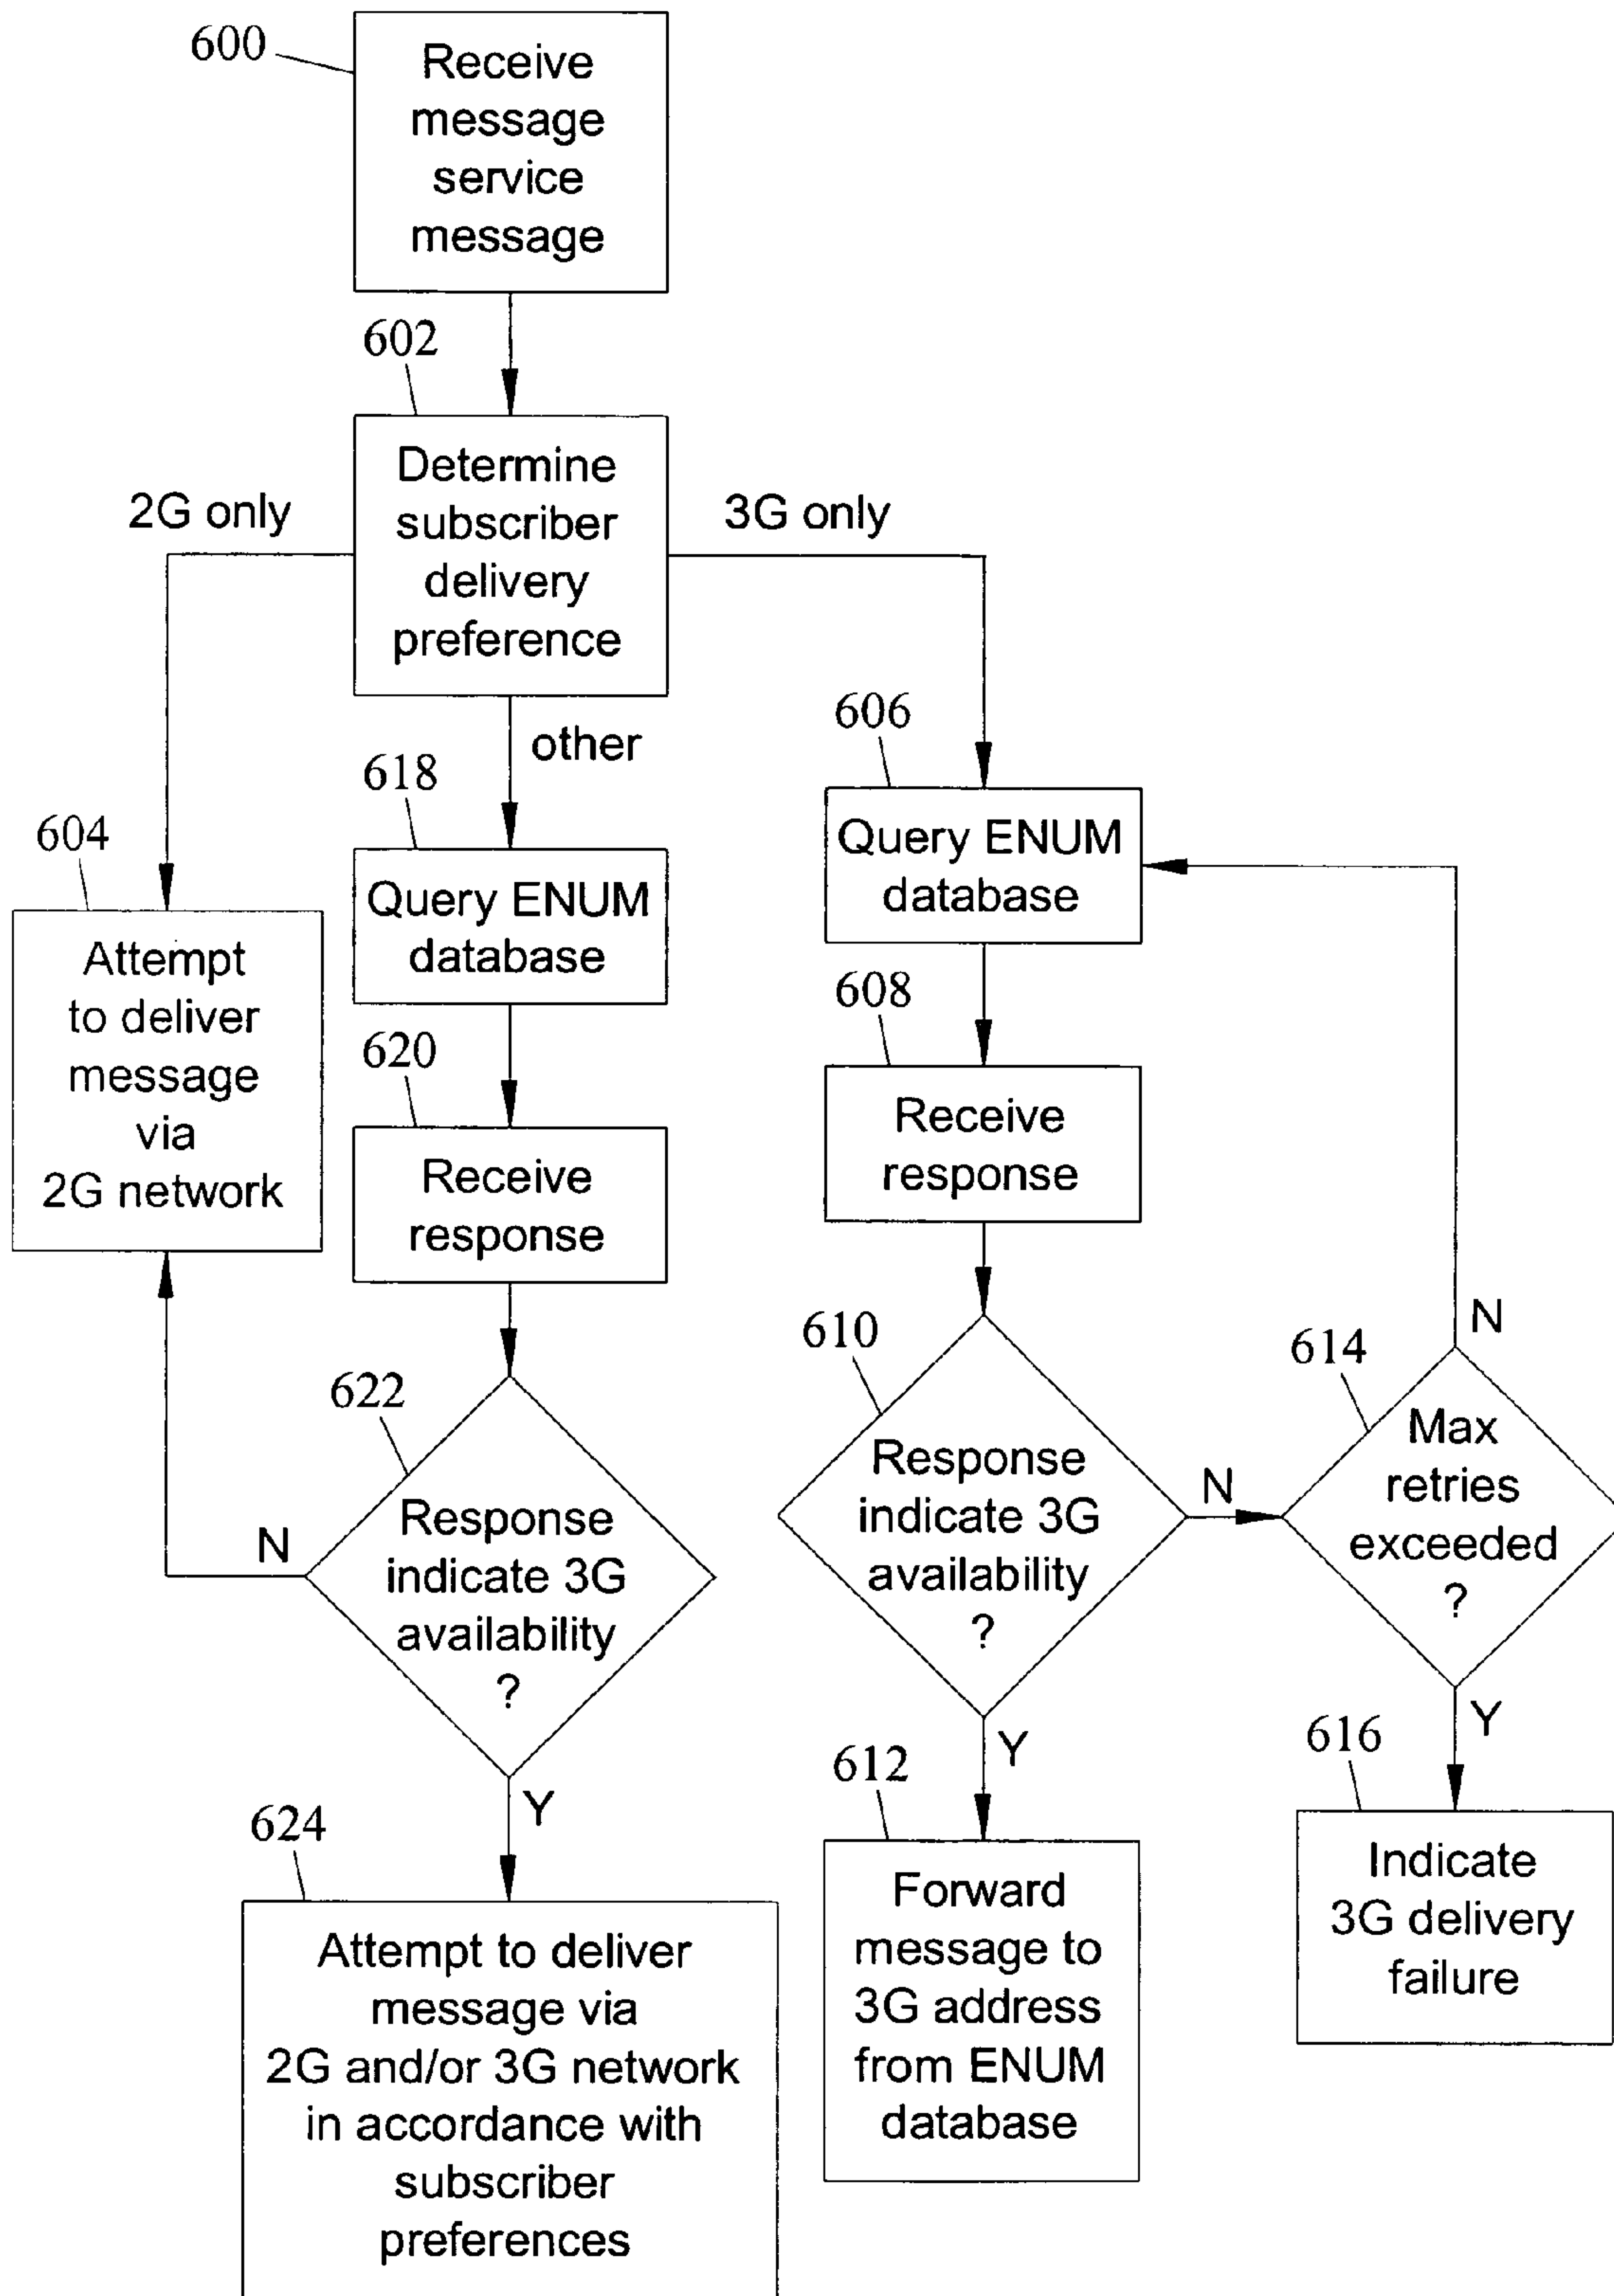 600
Receive
message
service
message
602
Determine
subscriber
delivery
preference
2G only
3G only
other
604
Attempt
to deliver
message
via
2G network
618
Query ENUM
database
620
Receive
response
622
Response
indicate 3G
availability
?
N
Y
624
Attempt to deliver
message via
2G and/or 3G network
in accordance with
subscriber
preferences
606
Query ENUM
database
608
Receive
response
610
Response
indicate 3G
availability
?
N
Y
612
Forward
message to
3G address
from ENUM
database
614
Max
retries
exceeded
?
N
Y
616
Indicate
3G delivery
failure